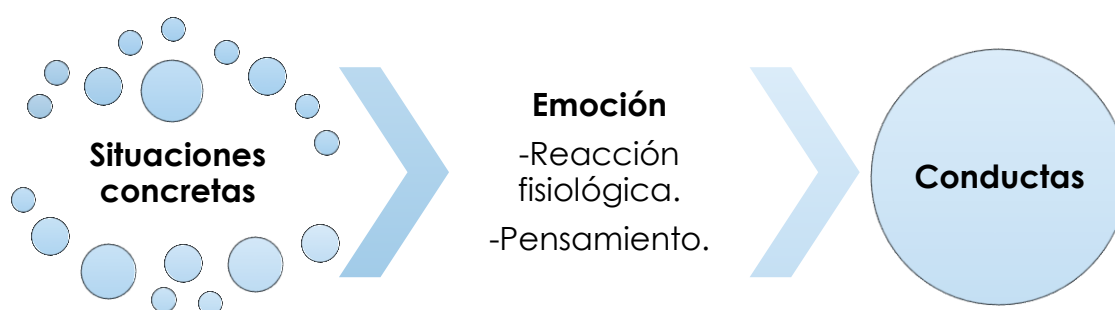 Situaciones
concretas
Emoción
-Reacción
fisiológica.
-Pensamiento.
Conductas